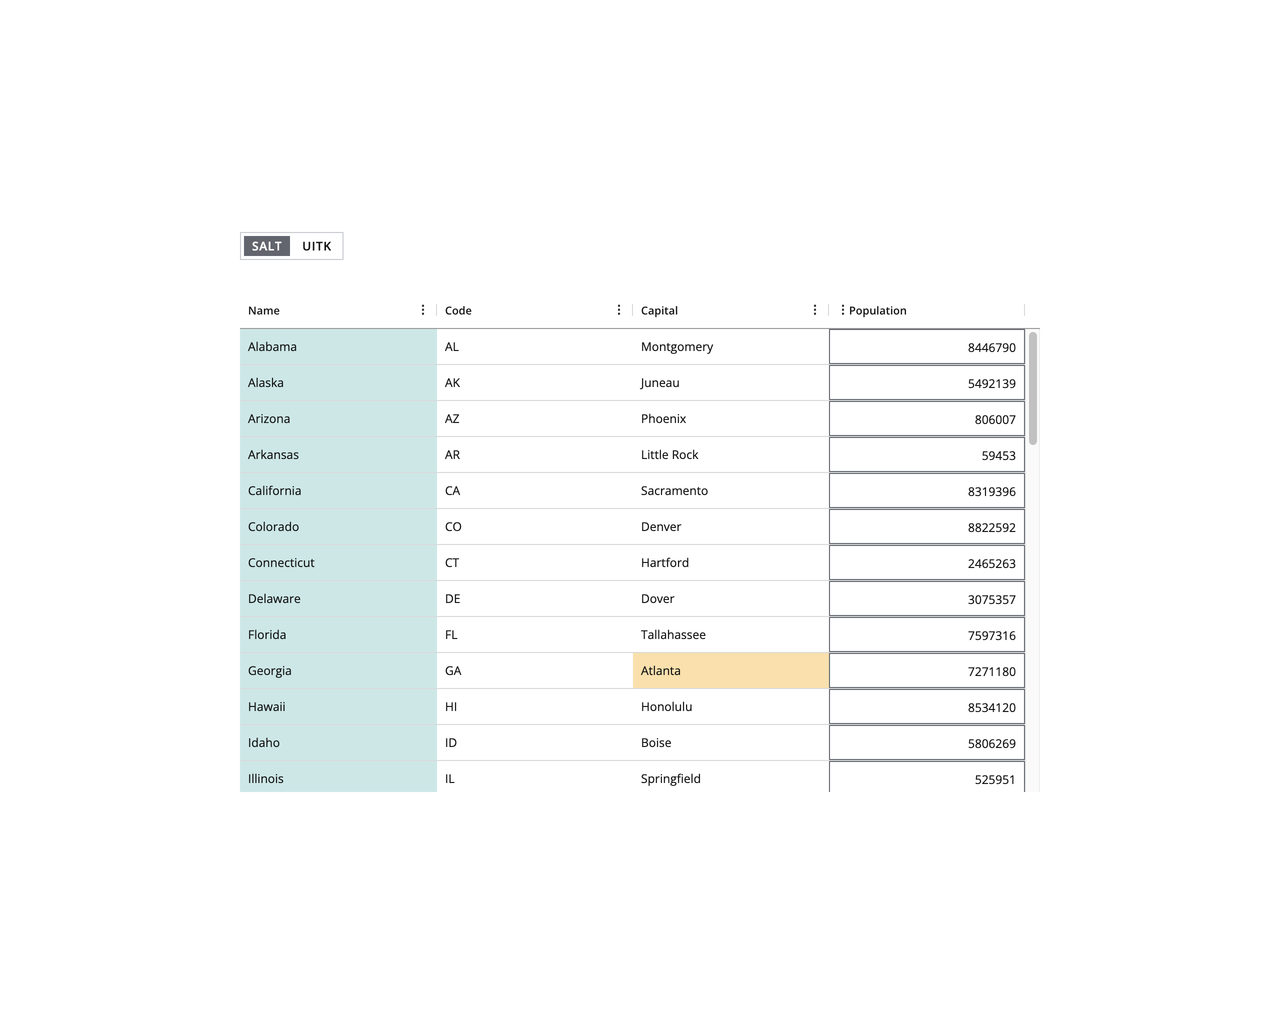 SALT UITK
Name Code Capital Population
Alabama AL Montgomery 8446790
Alaska AK Juneau 5492139
Arizona AZ Phoenix 806007
Arkansas AR Little Rock 59453
California CA Sacramento 8319396
Colorado CO Denver 8822592
Connecticut CT Hartford 2465263
Delaware DE Dover 3075357
Florida FL Tallahassee 7597316
Georgia GA Atlanta 7271180
Hawaii HI Honolulu 8534120
Idaho ID Boise 5806269
Illinois IL Springfield 525951